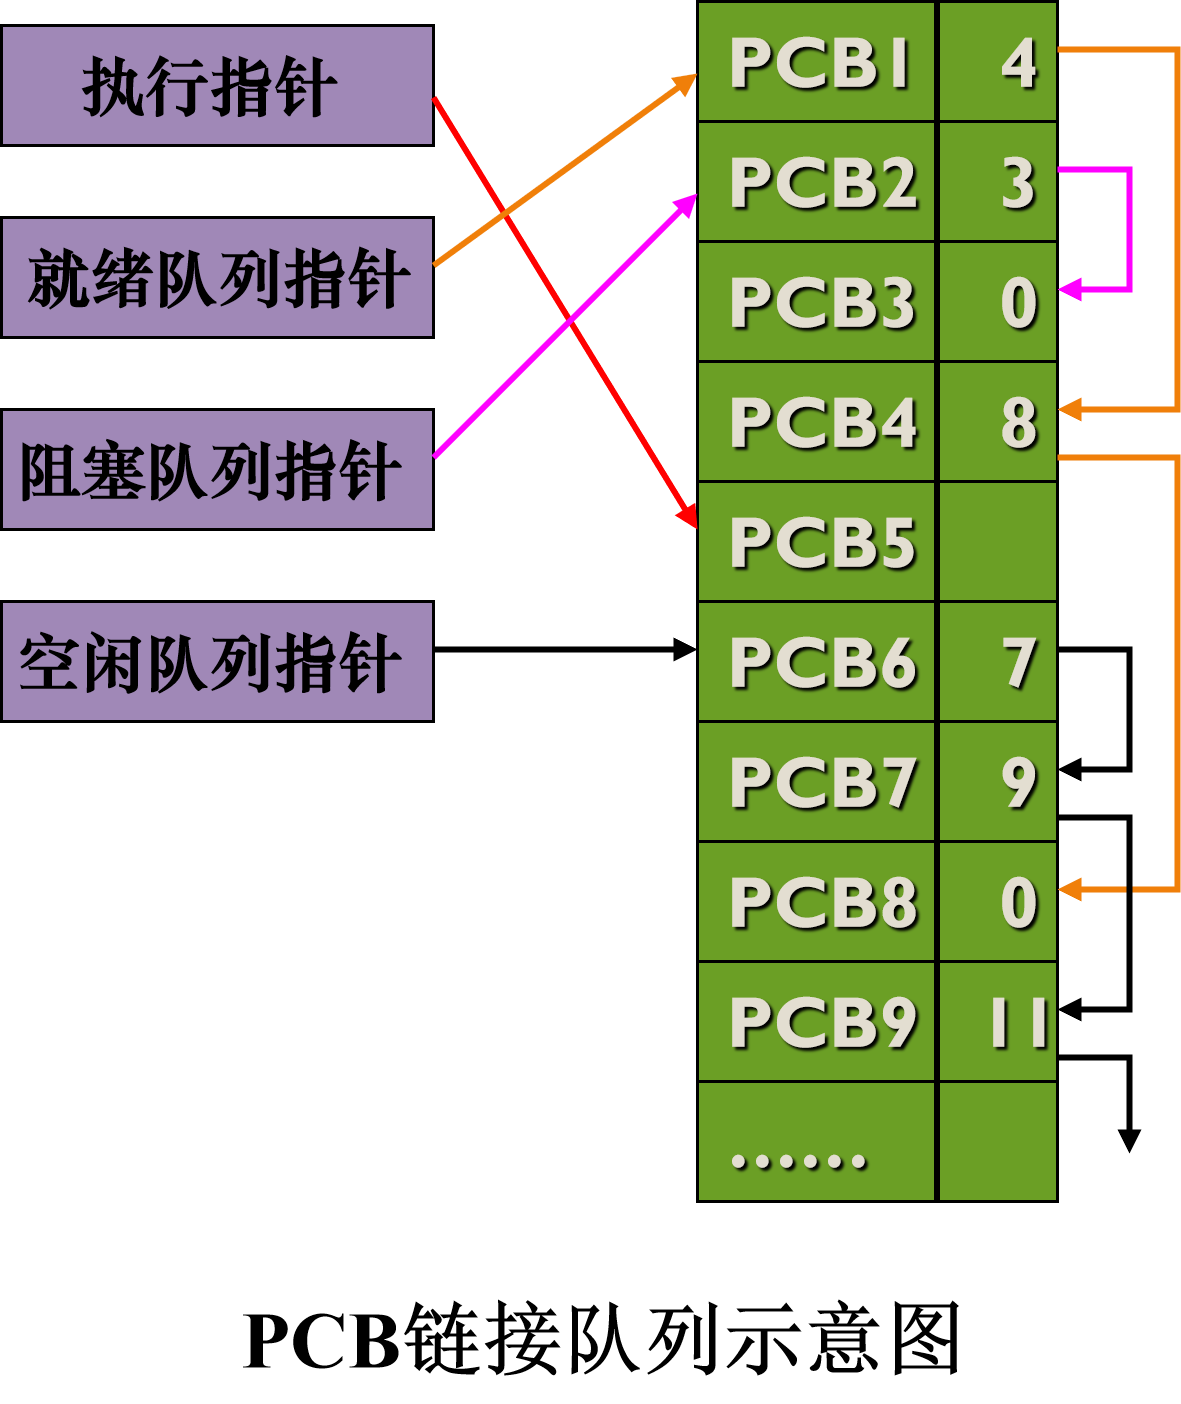 执行指针
就绪队列指针
阻塞队列指针
空闲队列指针
PCB1 4
PCB2 3
PCB3 0
PCB4 8
PCB5
PCB6 7
PCB7 9
PCB8 0
PCB9 11
......
PCB链接队列示意图